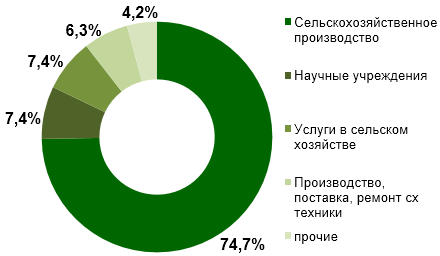 4,2%
6,3%
7,4%
7,4%
74,7%
Сельскохозяйственное
производство
Научные учреждения
Услуги в сельском
хозяйстве
Производство,
поставка, ремонт сх
техники
прочие